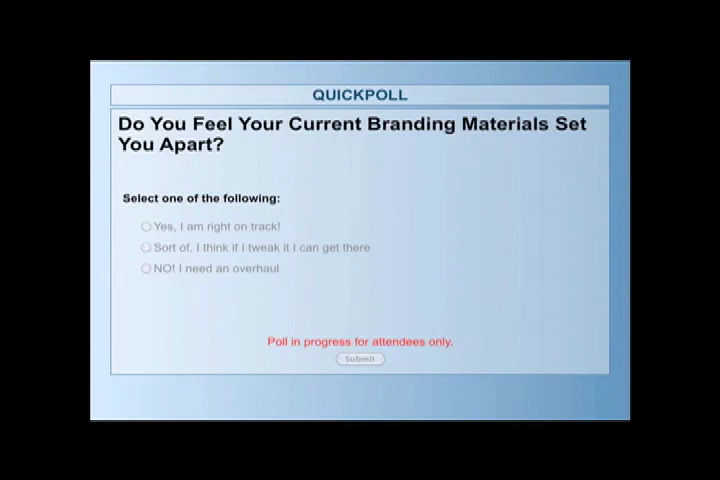 QUICKPOLL
Do You Feel Your Current Branding Materials Set
You Apart?
Select one of the following:
Yes, I am right on track!
Sort of, I think if I tweak it I can get there
NO! I need an overhaul
Poll in progress for attendees only.
Submit